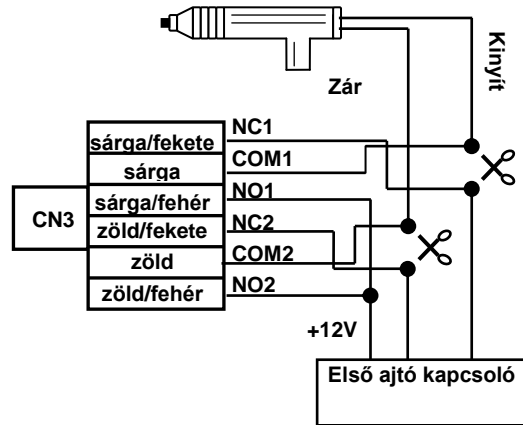 Kinyít
Zár
CN3
sárga/fekete NC1
sárga COM1
sárga/fehér NO1
zöld/fekete NC2
zöld COM2
zöld/fehér NO2
+12V
Első ajtó kapcsoló